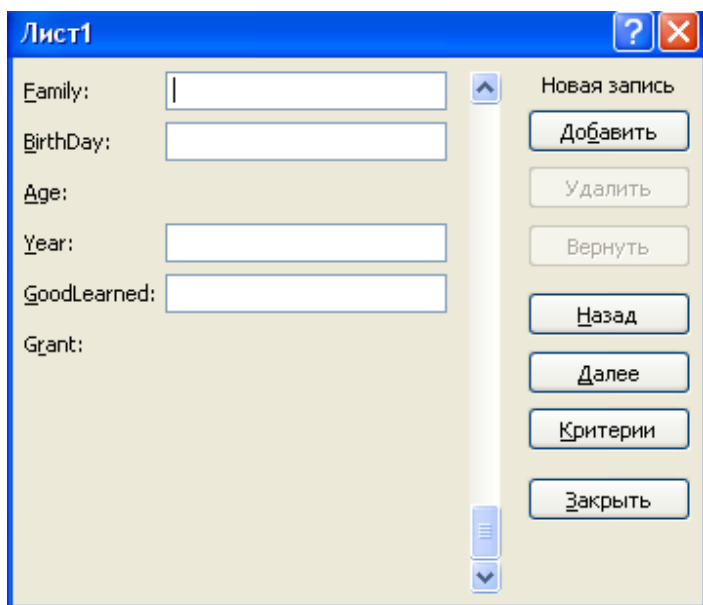 Лист1
Family:
BirthDay:
Age:
Year:
GoodLearned:
Grant:
Новая запись
Добавить
Удалить
Вернуть
Назад
Далее
Критерии
Закрыть